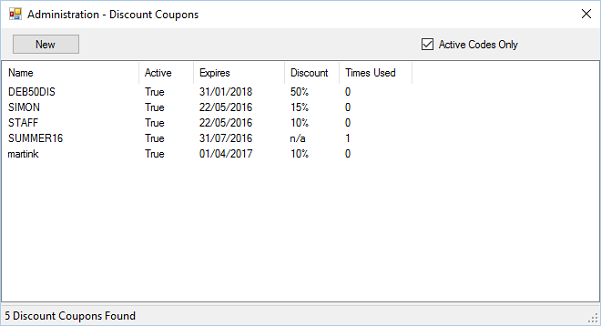 Administration - Discount Coupons
New
Active Codes Only
Name Active Expires Discount Times Used
DEB50DIS True 31/01/2018 50% 0
SIMON True 22/05/2016 15% 0
STAFF True 22/05/2016 10% 0
SUMMER16 True 31/07/2016 n/a 1
martink True 01/04/2017 10% 0
5 Discount Coupons Found